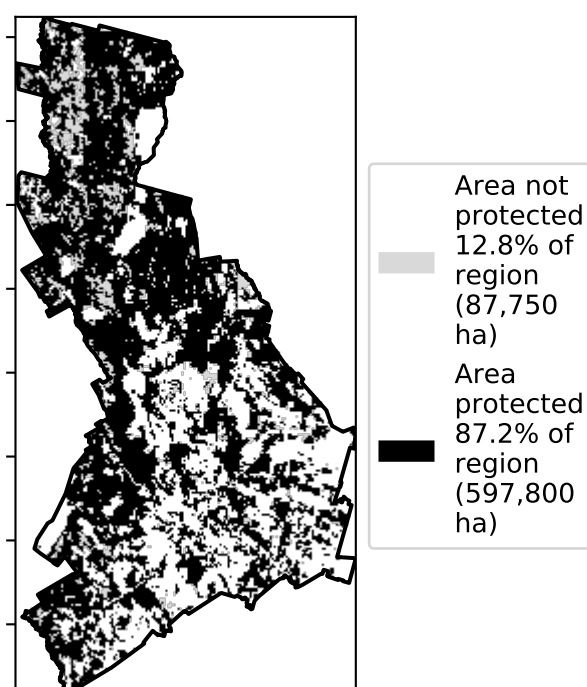 Area not
protected
12.8% of
region
(87,750
ha)
Area
protected
87.2% of
region
(597,800
ha)